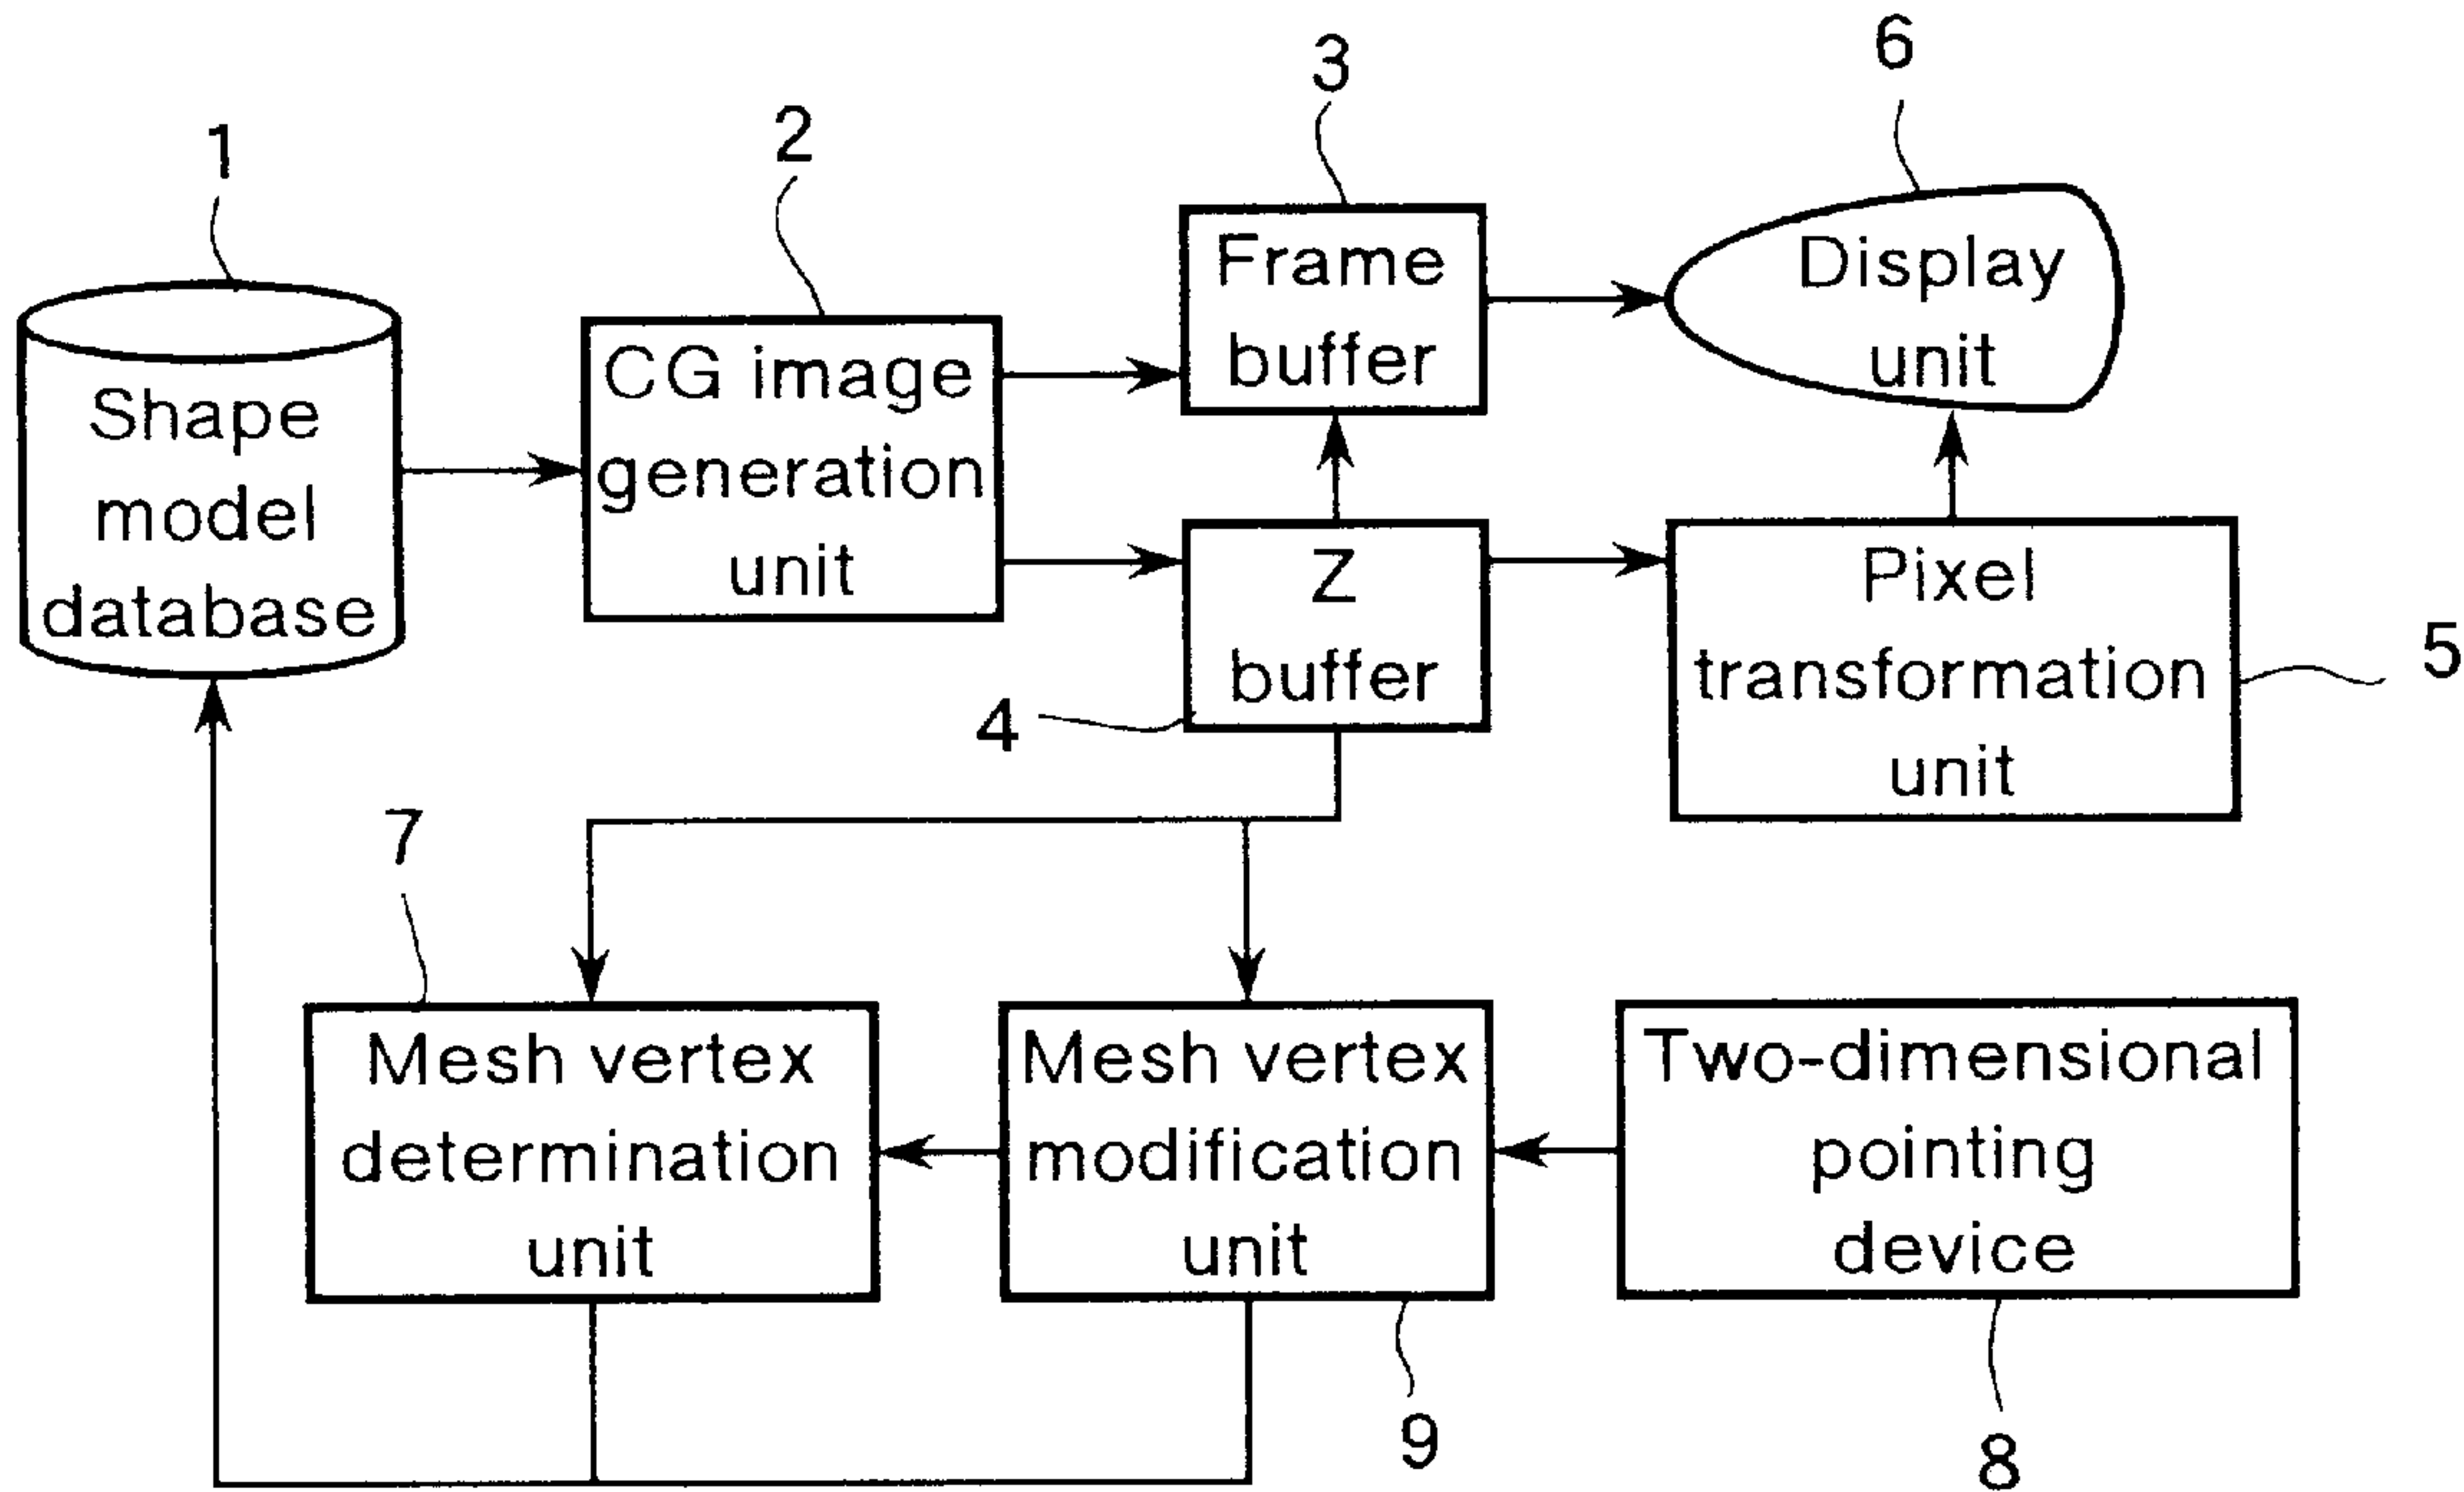 1
Shape
model
database
2
CG image
generation
unit
3
Frame
buffer
6
Display
unit
4
Z
buffer
5
Pixel
transformation
unit
7
Mesh vertex
determination
unit
9
Mesh vertex
modification
unit
8
Two-dimensional
pointing
device